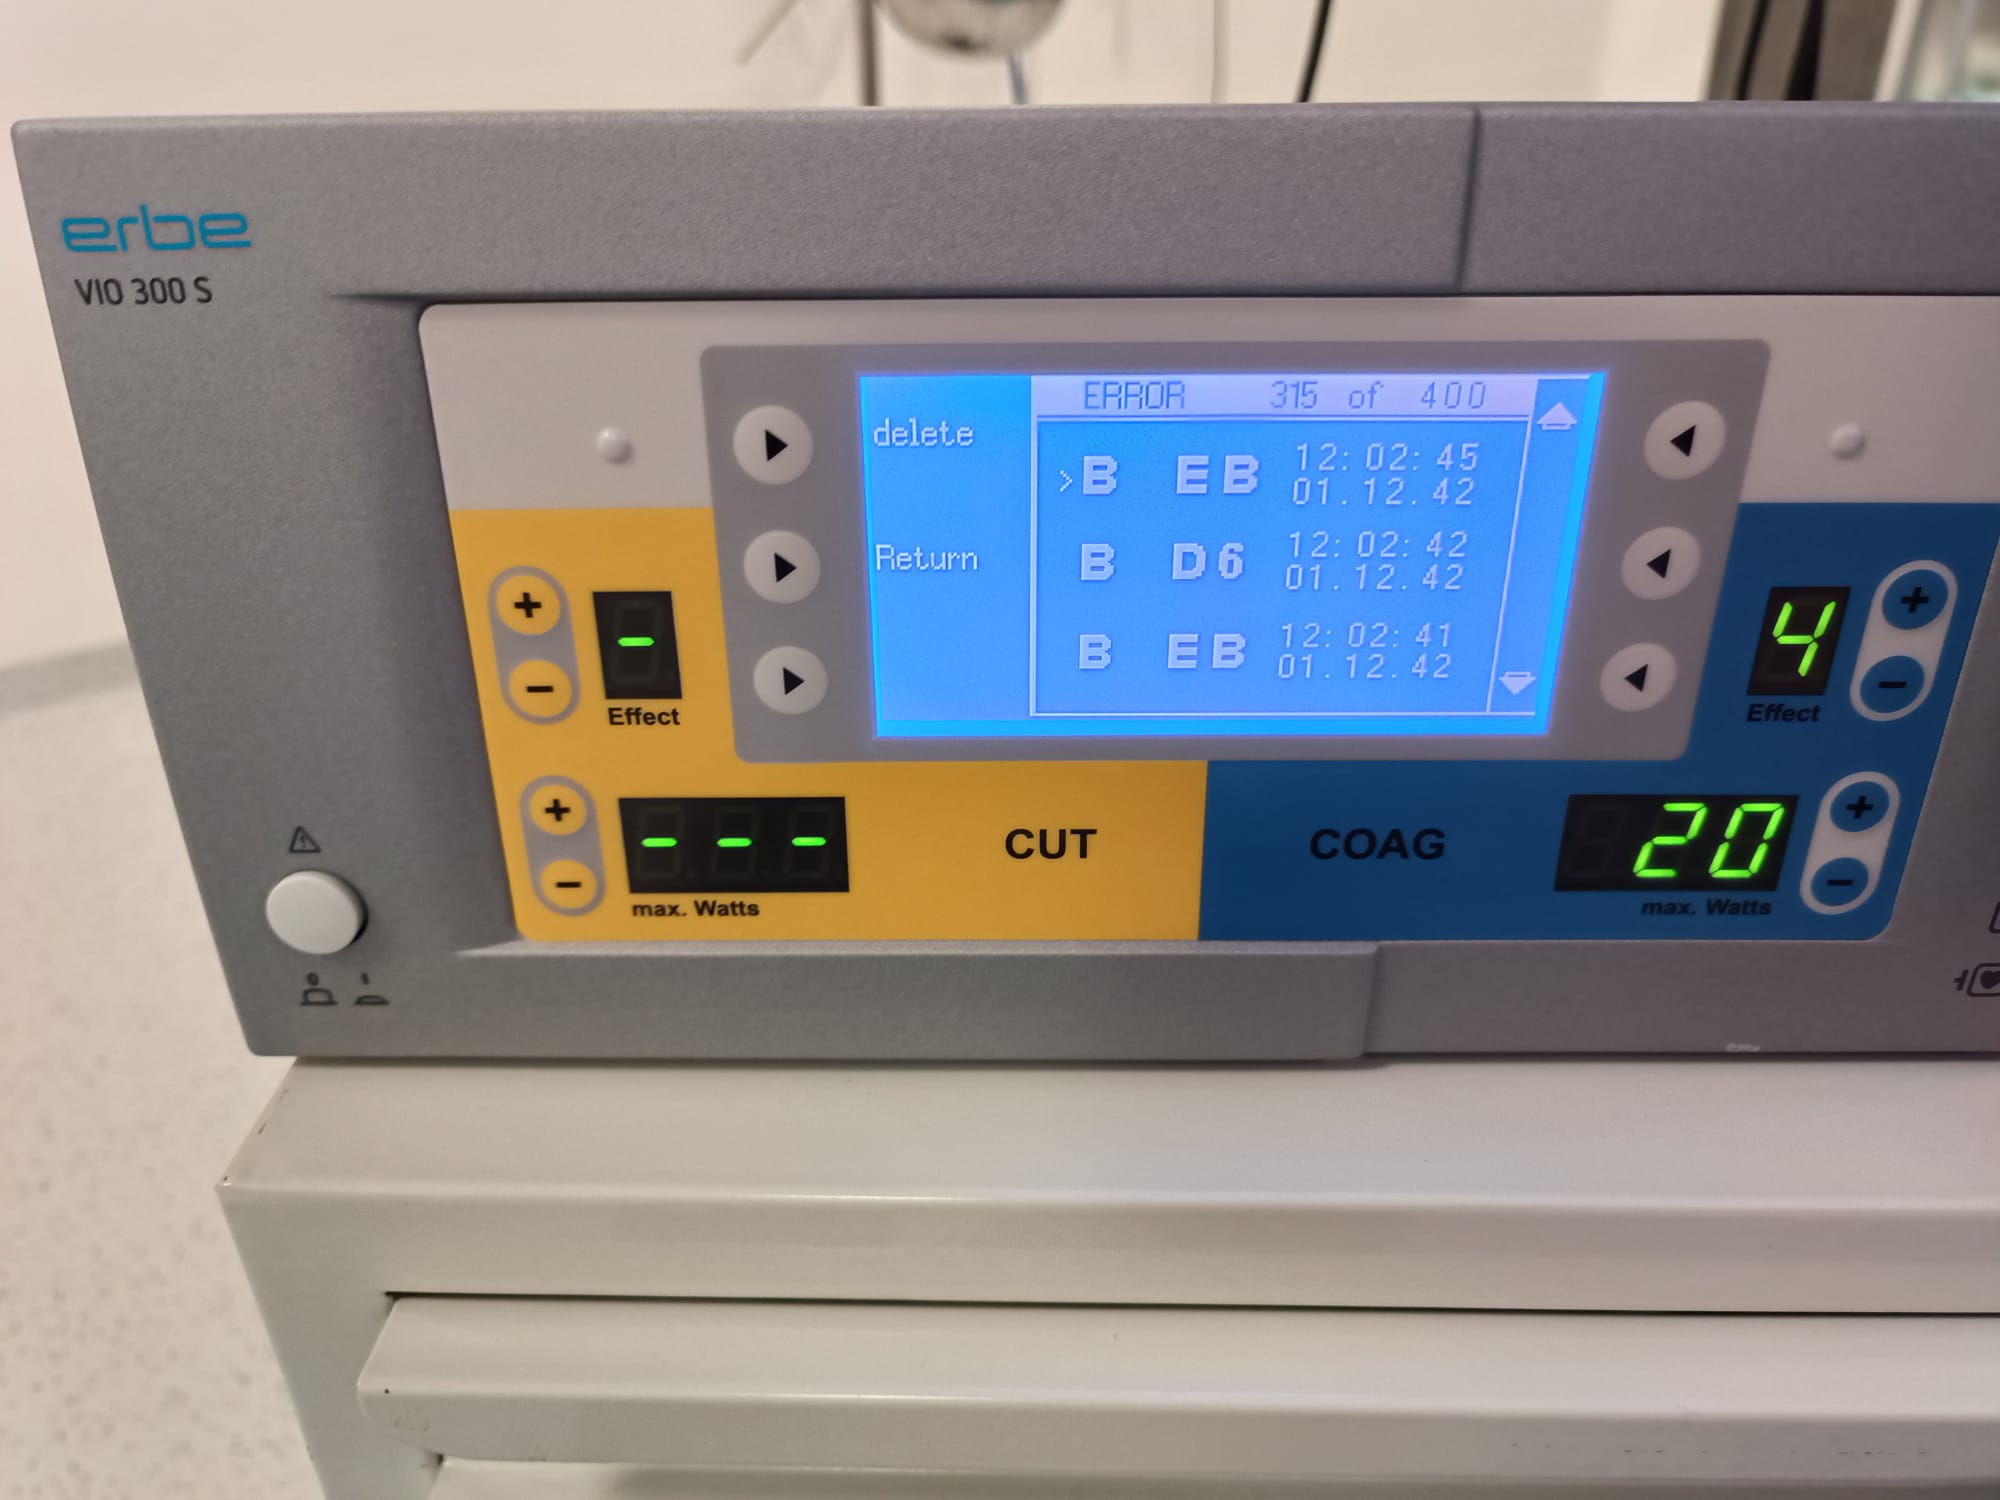 erbe
VIO 300 S
ERROR 315 of 400
delete
>B EB 12:02:45
01.12.42
Return
B D6 12:02:42
01.12.42
B EB 12:02:41
01.12.42
+
-
-
Effect
4
Effect
+
-
+
-
---
max. Watts
CUT
COAG
20
max. Watts
+
-